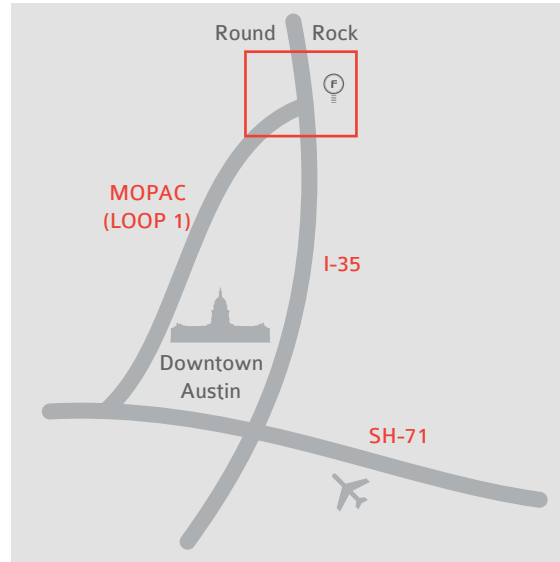 Round Rock
F
MOPAC
(LOOP 1)
I-35
Downtown
Austin
SH-71